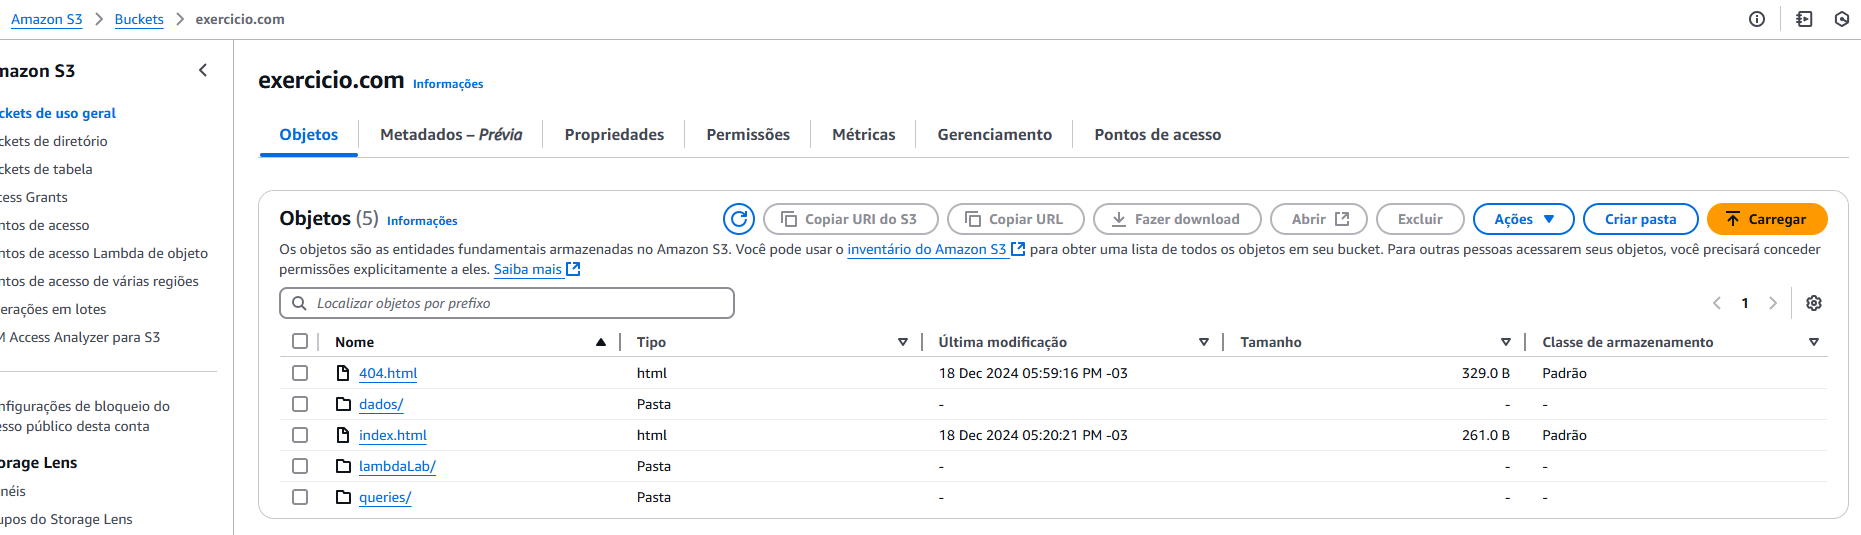 Amazon S3 > Buckets > exercicio.com
mazon S3
exercicio.com Informações
ckets de uso geral
ckets de diretório
ckets de tabela
cess Grants
ntos de acesso
ntos de acesso Lambda de objeto
ntos de acesso de várias regiões
erações em lotes
M Access Analyzer para S3
nfigurações de bloqueio do
esso público desta conta
orage Lens
néis
upos do Storage Lens
Objetos Metadados – Prévia Propriedades Permissões Métricas Gerenciamento Pontos de acesso
Objetos (5) Informações Copiar URI do S3 Copiar URL Fazer download Abrir Excluir Ações Criar pasta Carregar
Os objetos são as entidades fundamentais armazenadas no Amazon S3. Você pode usar o inventário do Amazon S3 para obter uma lista de todos os objetos em seu bucket. Para outras pessoas acessarem seus objetos, você precisará conceder
permissões explicitamente a eles. Saiba mais
Localizar objetos por prefixo 1
Nome Tipo Última modificação Tamanho Classe de armazenamento
404.html html 18 Dec 2024 05:59:16 PM -03 329.0 B Padrão
dados/ Pasta - - -
index.html html 18 Dec 2024 05:20:21 PM -03 261.0 B Padrão
lambdaLab/ Pasta - - -
queries/ Pasta - - -